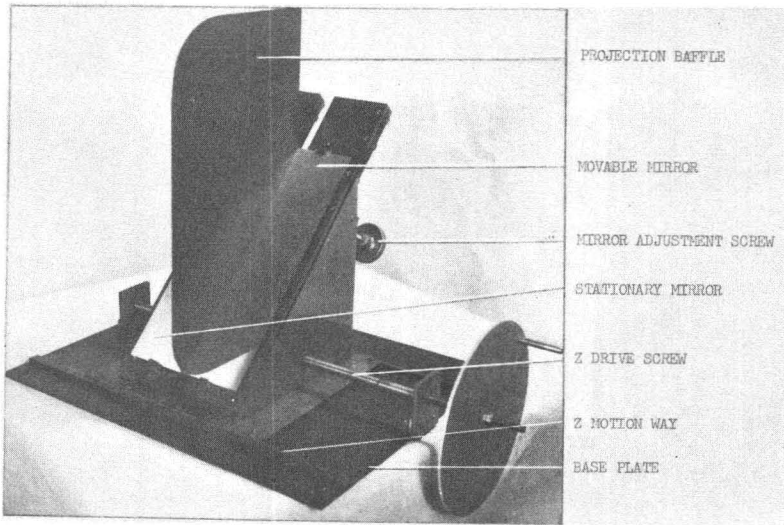 PROJECTION BAFFLE
MOVABLE MIRROR
MIRROR ADJUSTMENT SCREW
STATIONARY MIRROR
Z DRIVE SCREW
Z MOTION WAY
BASE PLATE